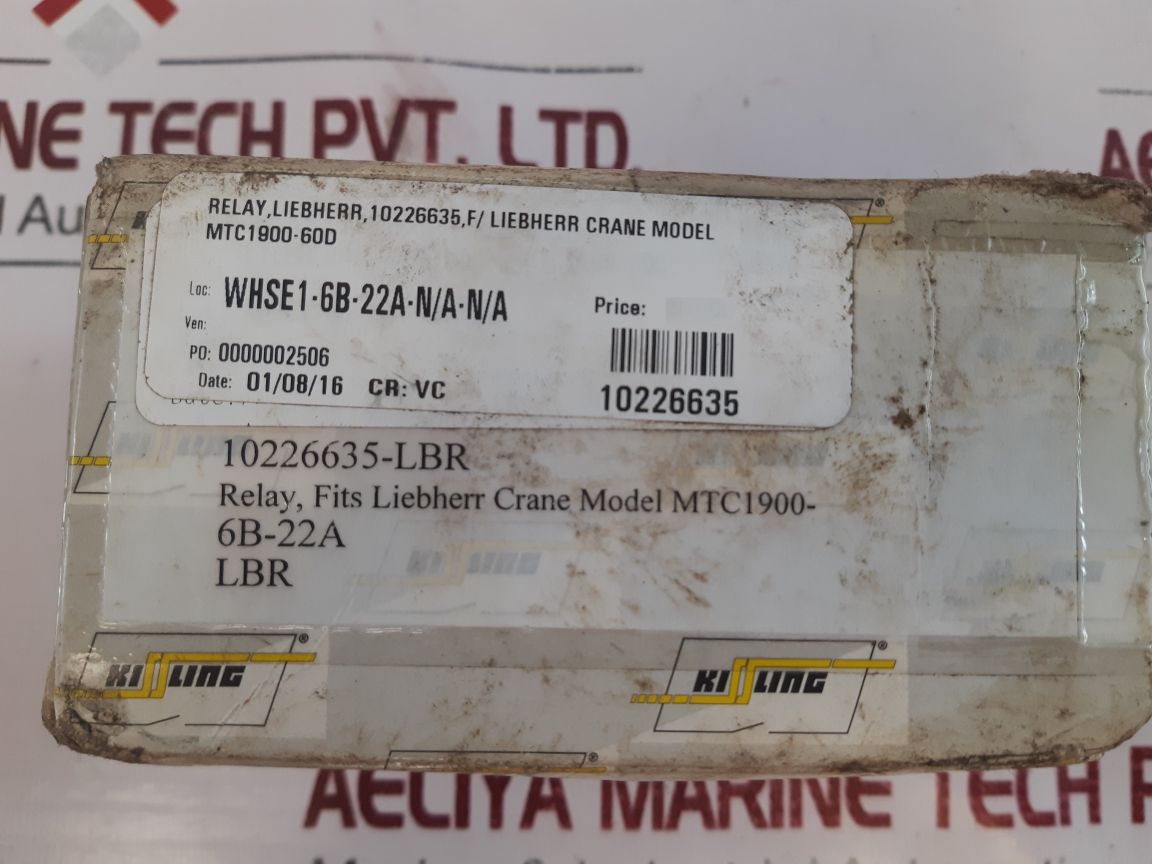 NE TECH PVT. LTD.
l Au
RELAY,LIEBHERR,10226635,F/ LIEBHERR CRANE MODEL
MTC1900-60D
Loc: WHSE1-6B-22A-N/A-N/A
Price:
Ven:
PO: 0000002506
Date: 01/08/16 CR: VC
10226635
10226635-LBR
Relay, Fits Liebherr Crane Model MTC1900-
6B-22A
LBR
KISSLING ®
KISSLING ®
AELIYA MARINE TECH P